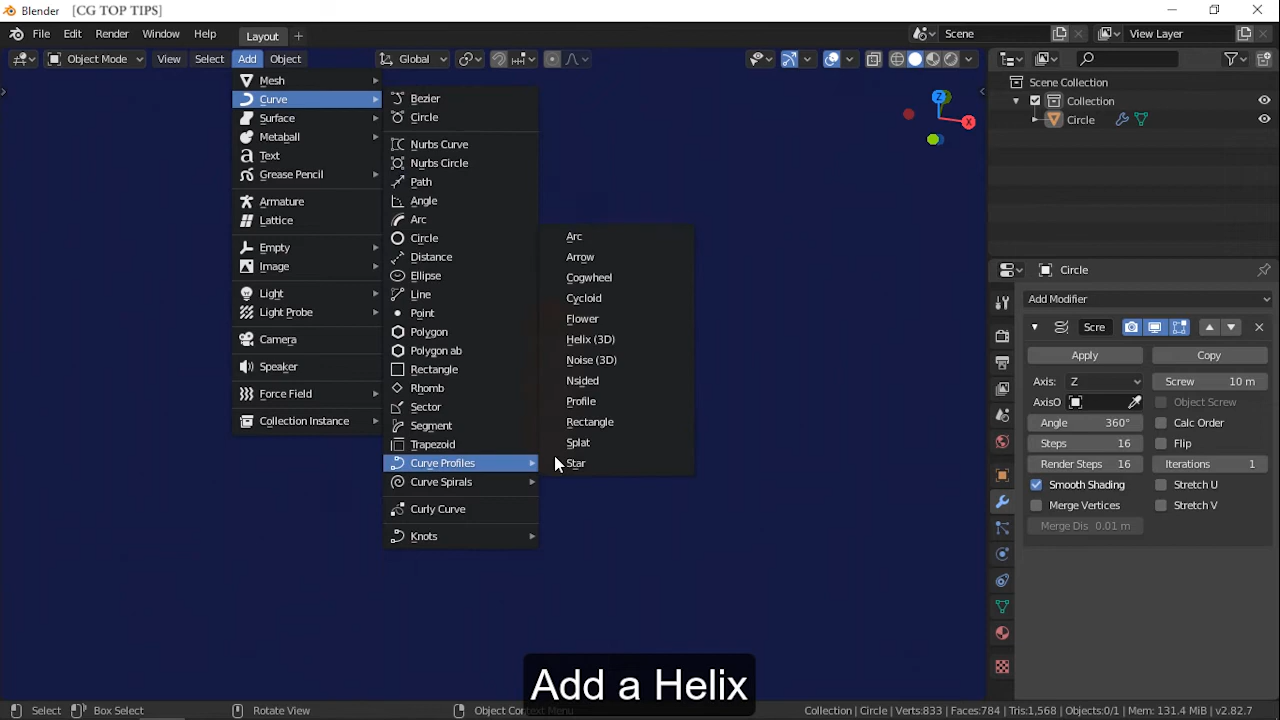 Blender [CG TOP TIPS]
File Edit Render Window Help Layout + Scene View Layer
Object Mode View Select Add Object Global
Mesh
Curve
Surface
Metaball
Text
Grease Pencil
Armature
Lattice
Empty
Image
Light
Light Probe
Camera
Speaker
Force Field
Collection Instance
Bezier
Circle
Nurbs Curve
Nurbs Circle
Path
Angle
Arc
Circle
Distance
Ellipse
Line
Point
Polygon
Polygon ab
Rectangle
Rhomb
Sector
Segment
Trapezoid
Curve Profiles
Curve Spirals
Curly Curve
Knots
Arc
Arrow
Cogwheel
Cycloid
Flower
Helix (3D)
Noise (3D)
Nsided
Profile
Rectangle
Splat
Star
Z
X
Scene Collection
Collection
Circle
Circle
Add Modifier
Scre
Apply Copy
Axis: Z Screw 10 m
AxisO Object Screw
Angle 360° Calc Order
Steps 16 Flip
Render Steps 16 Iterations 1
Smooth Shading Stretch U
Merge Vertices Stretch V
Merge Dis 0.01 m
Add a Helix
Select Box Select Rotate View Object Context Menu Collection | Circle | Verts:833 | Faces:784 | Tris:1,568 | Objects:0/1 | Mem: 131.4 MiB | v2.82.7